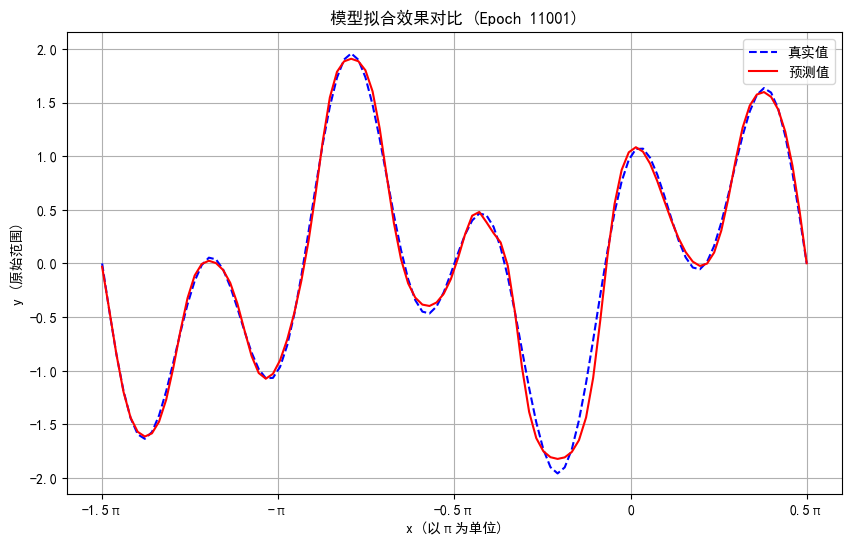 模型拟合效果对比 (Epoch 11001)
真实值
预测值
y (原始范围)
2.0
1.5
1.0
0.5
0.0
-0.5
-1.0
-1.5
-2.0
-1.5π
-π
-0.5π
0
0.5π
x (以π为单位)